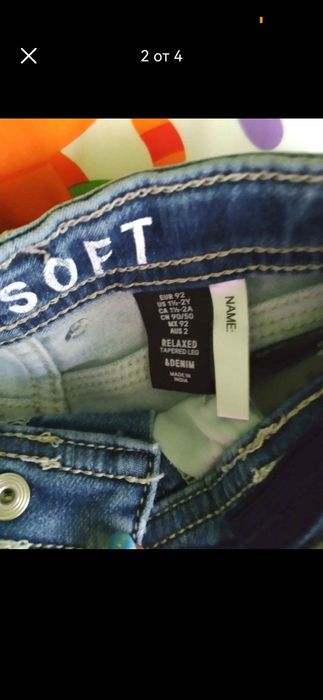 2 от 4
SOFT
EUR 92
US 1½-2Y
CA 1½-2A
CN 90/50
MX 92
AUS 2
RELAXED
TAPERED LEG
&DENIM
MADE IN
INDIA
NAME: